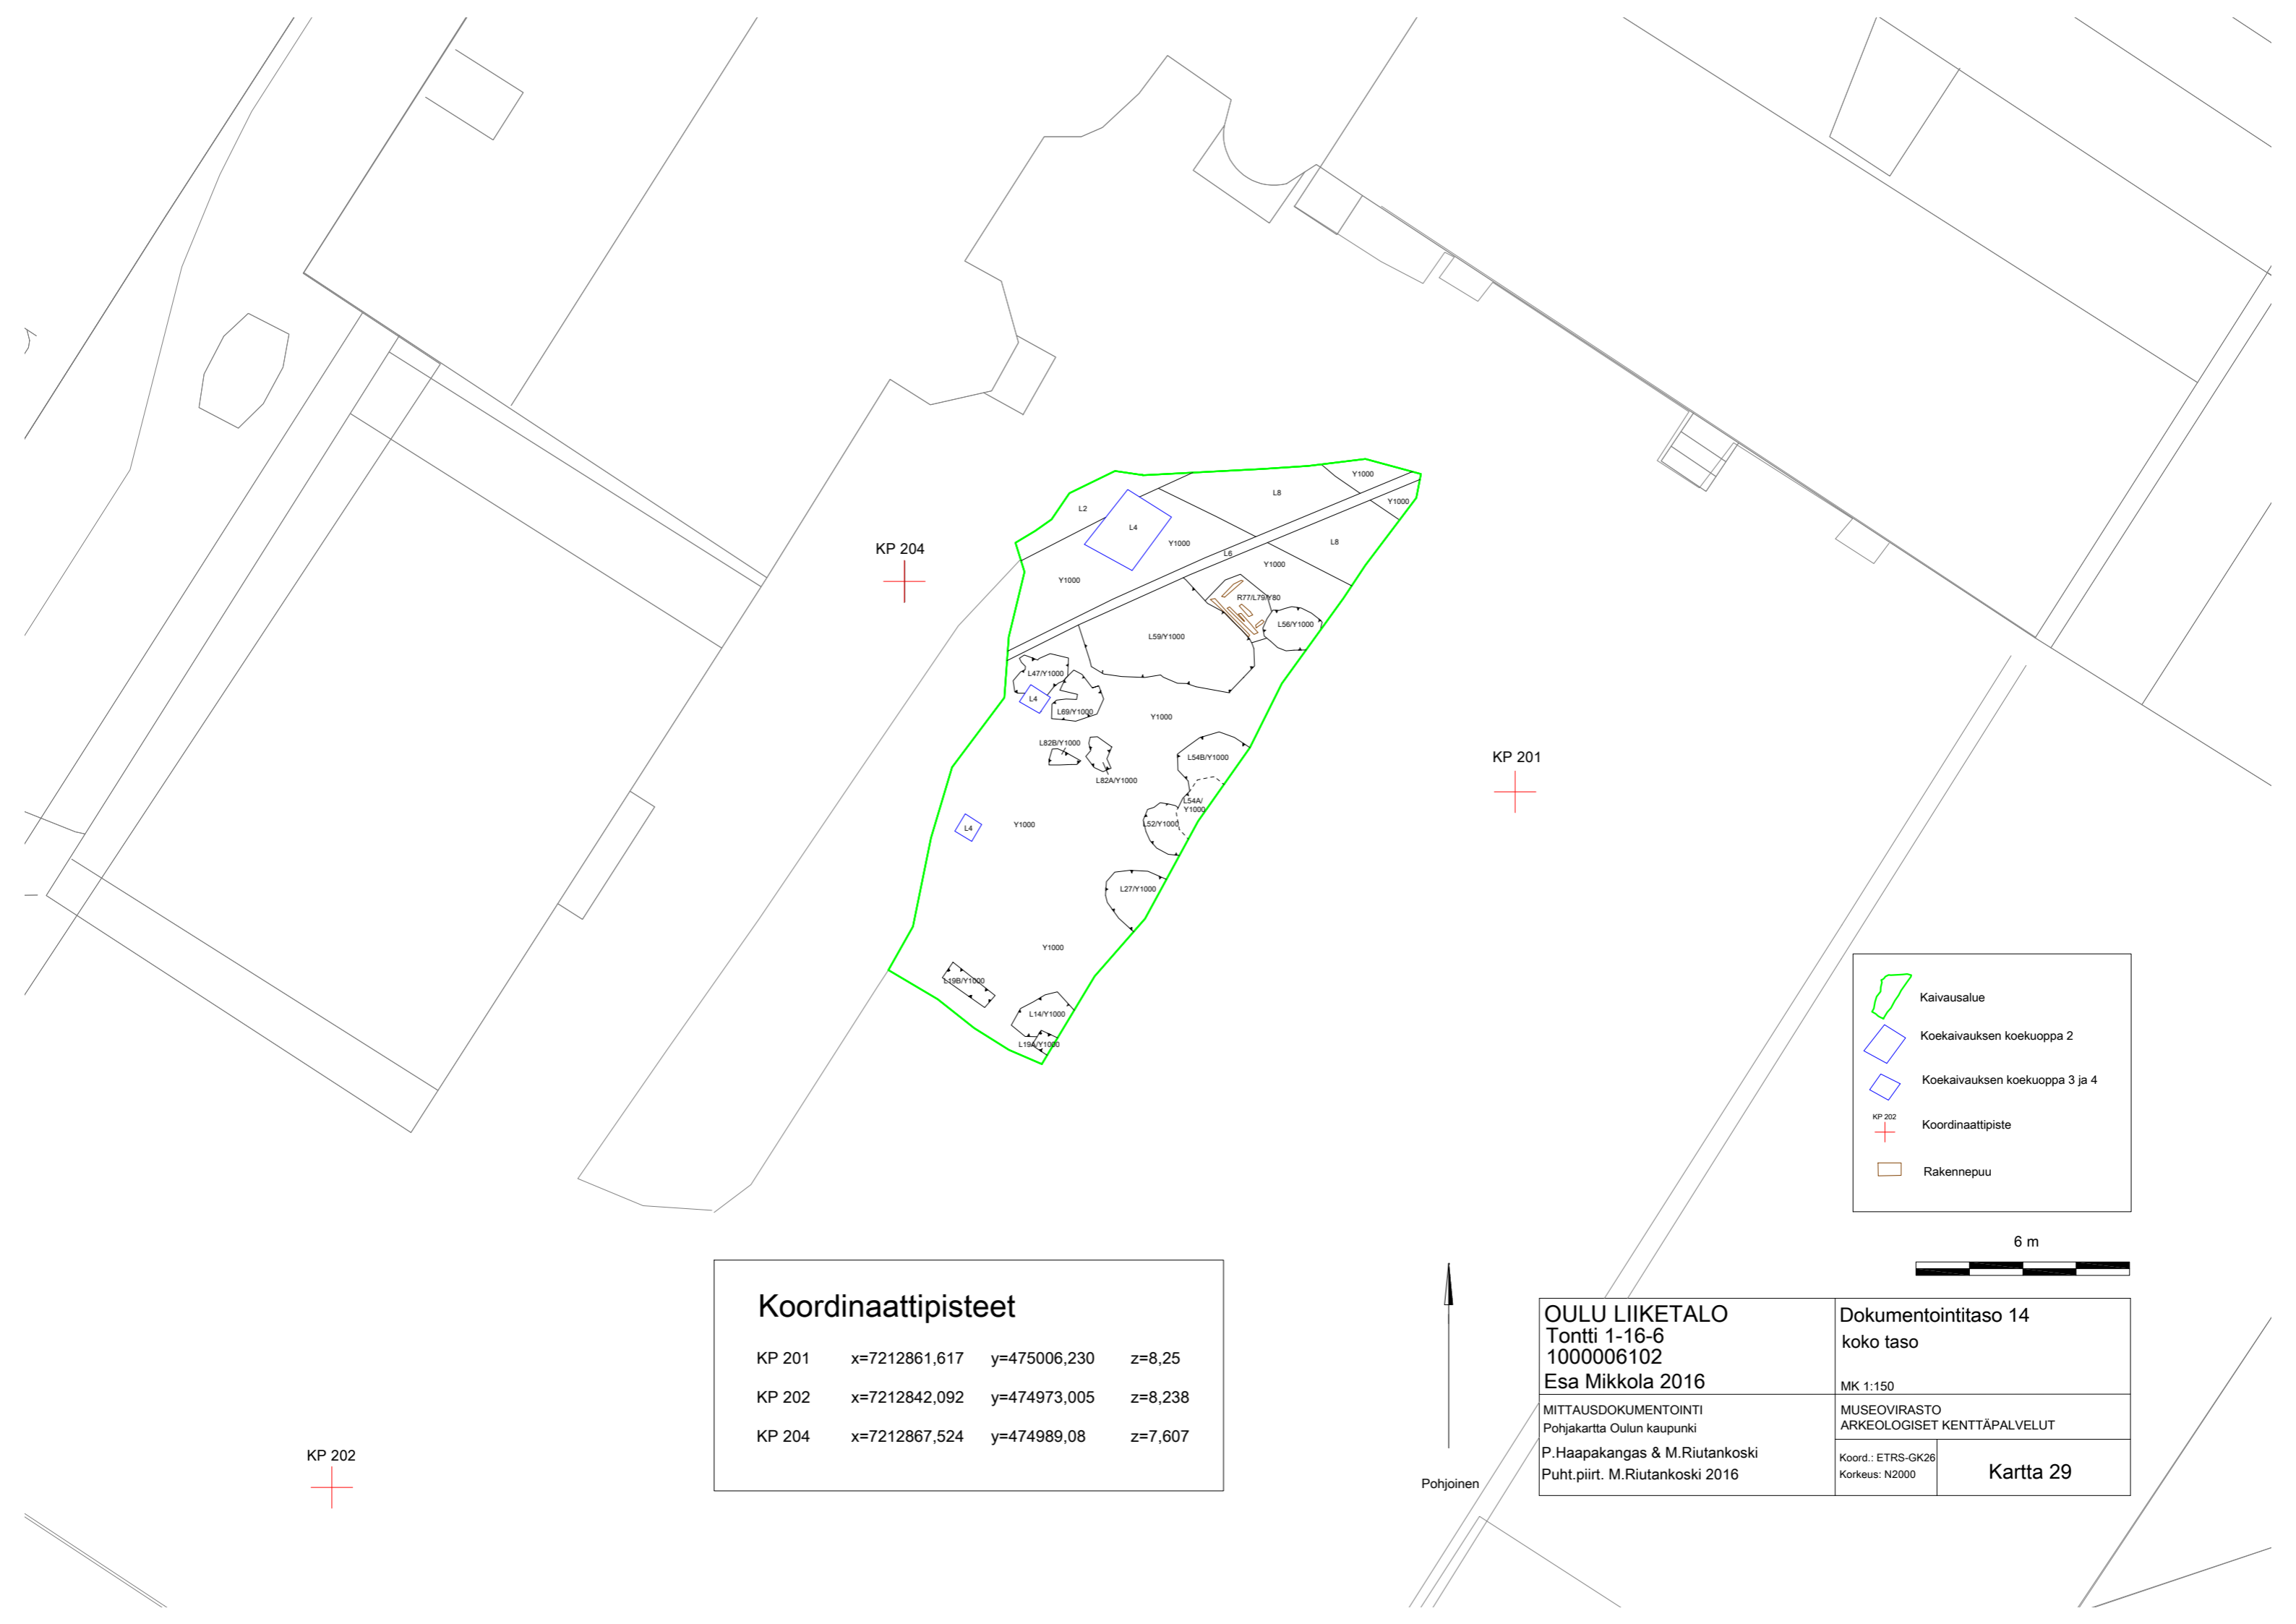 Y1000
L8
Y1000
L2
L4
Y1000
L8
KP 204
L6
Y1000
Y1000
R77/L79/Y80
L56/Y1000
L59/Y1000
L47/Y1000
L4
L69/Y1000
Y1000
L82B/Y1000
L54B/Y1000
KP 201
L82A/Y1000
L54A/
Y1000
L52/Y1000
L4
Y1000
L27/Y1000
Y1000
L19B/Y1000
L14/Y1000
L19A/Y1000
Kaivausalue
Koekaivauksen koekuoppa 2
Koekaivauksen koekuoppa 3 ja 4
KP 202
Koordinaattipiste
Rakennepuu
6 m
Koordinaattipisteet
KP 201 x=7212861,617 y=475006,230 z=8,25
KP 202 x=7212842,092 y=474973,005 z=8,238
KP 204 x=7212867,524 y=474989,08 z=7,607
KP 202
Pohjoinen
OULU LIIKETALO
Tontti 1-16-6
1000006102
Esa Mikkola 2016
Dokumentointitaso 14
koko taso
MK 1:150
MITTAUSDOKUMENTOINTI
Pohjakartta Oulun kaupunki
P.Haapakangas & M.Riutankoski
Puht.piirt. M.Riutankoski 2016
MUSEOVIRASTO
ARKEOLOGISET KENTTÄPALVELUT
Koord.: ETRS-GK26
Korkeus: N2000
Kartta 29